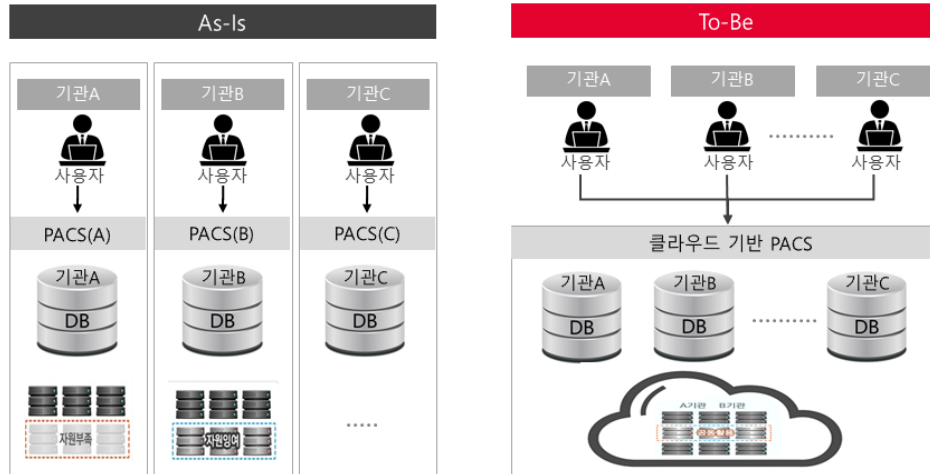 As-Is
기관A
기관B
기관C
사용자
사용자
사용자
PACS(A)
PACS(B)
PACS(C)
기관A
DB
기관B
DB
기관C
DB
자원부족
자원잉여
.....
To-Be
기관A
기관B
..........
기관C
사용자
사용자
사용자
클라우드 기반 PACS
기관A
DB
기관B
DB
..........
기관C
DB
A기관 B기관
공동활용